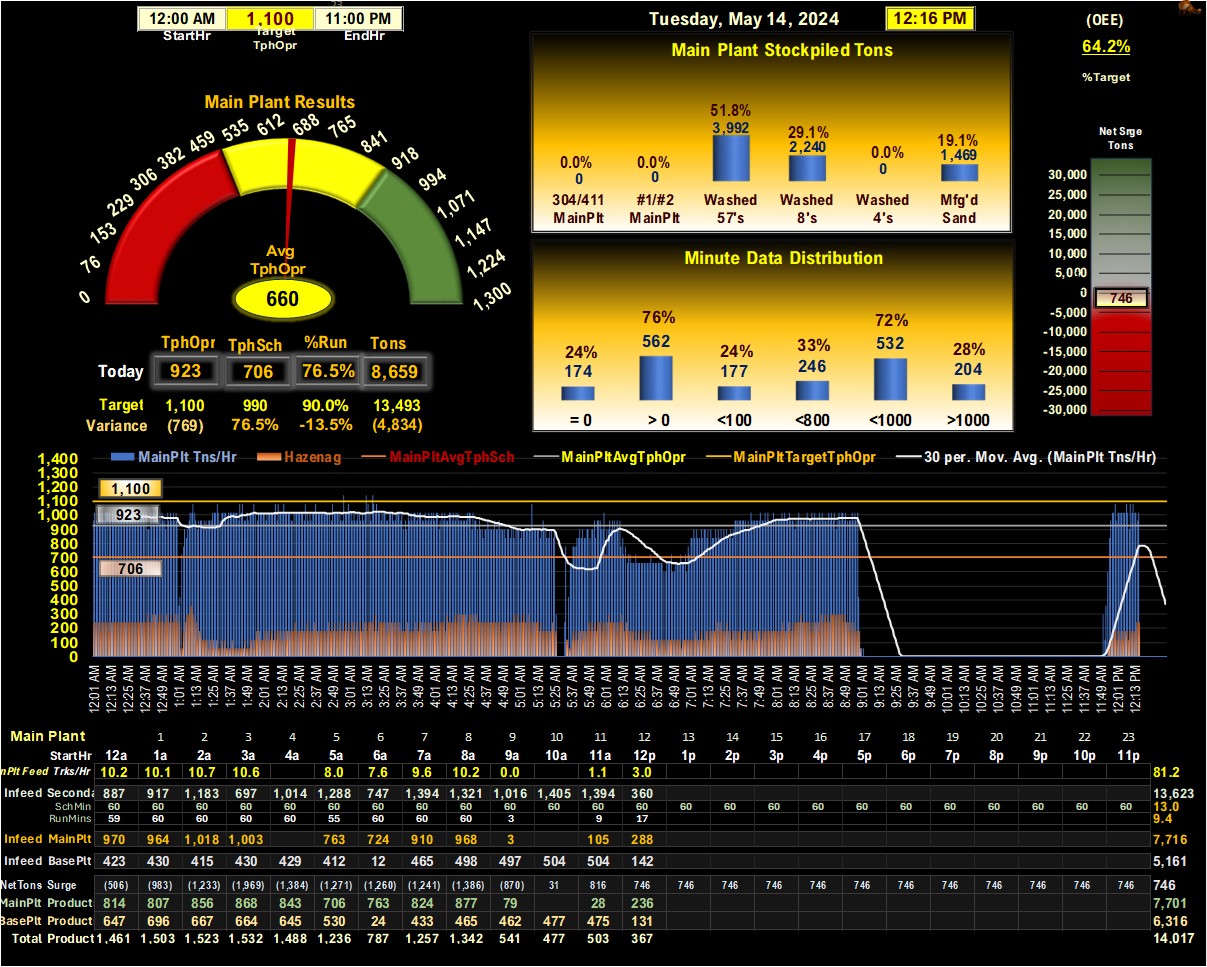 12:00 AM 1,100 11:00 PM
StartHr Target TphOpr EndHr
Tuesday, May 14, 2024 12:16 PM
(OEE)
64.2%
%Target
Main Plant Results
0 76 153 229 306 382 459 535 612 688 765 841 918 994 1,071 1,147 1,224 1,300
Avg
TphOpr
660
TphOpr TphSch %Run Tons
Today 923 706 76.5% 8,659
Target 1,100 990 90.0% 13,493
Variance (769) 76.5% -13.5% (4,834)
Main Plant Stockpiled Tons
0.0% 0.0% 51.8% 29.1% 0.0% 19.1%
0 0 3,992 2,240 0 1,469
304/411 #1/#2 Washed Washed Washed Mfg'd
MainPlt MainPlt 57's 8's 4's Sand
Minute Data Distribution
24% 76% 24% 33% 72% 28%
174 562 177 246 532 204
= 0 > 0 <100 <800 <1000 >1000
Net Srge
Tons
30,000
25,000
20,000
15,000
10,000
5,000
0
746
-5,000
-10,000
-15,000
-20,000
-25,000
-30,000
MainPlt Tns/Hr Hazenag MainPltAvgTphSch MainPltAvgTphOpr MainPltTargetTphOpr 30 per. Mov. Avg. (MainPlt Tns/Hr)
1,400
1,300
1,200
1,100
1,000
900
800
700
600
500
400
300
200
100
0
1,100
923
706
12:01 AM 12:13 AM 12:25 AM 12:37 AM 12:49 AM 1:01 AM 1:13 AM 1:25 AM 1:37 AM 1:49 AM 2:01 AM 2:13 AM 2:25 AM 2:37 AM 2:49 AM 3:01 AM 3:13 AM 3:25 AM 3:37 AM 3:49 AM 4:01 AM 4:13 AM 4:25 AM 4:37 AM 4:49 AM 5:01 AM 5:13 AM 5:25 AM 5:37 AM 5:49 AM 6:01 AM 6:13 AM 6:25 AM 6:37 AM 6:49 AM 7:01 AM 7:13 AM 7:25 AM 7:37 AM 7:49 AM 8:01 AM 8:13 AM 8:25 AM 8:37 AM 8:49 AM 9:01 AM 9:13 AM 9:25 AM 9:37 AM 9:49 AM 10:01 AM 10:13 AM 10:25 AM 10:37 AM 10:49 AM 11:01 AM 11:13 AM 11:25 AM 11:37 AM 11:49 AM 12:01 PM 12:13 PM
Main Plant 1 2 3 4 5 6 7 8 9 10 11 12 13 14 15 16 17 18 19 20 21 22 23
StartHr 12a 1a 2a 3a 4a 5a 6a 7a 8a 9a 10a 11a 12p 1p 2p 3p 4p 5p 6p 7p 8p 9p 10p 11p
nPlt Feed Trks/Hr 10.2 10.1 10.7 10.6 8.0 7.6 9.6 10.2 0.0 1.1 3.0 81.2
Infeed Seconda 887 917 1,183 697 1,014 1,288 747 1,394 1,321 1,016 1,405 1,394 360 13,623
SchMin 60 60 60 60 60 60 60 60 60 60 60 60 60 60 60 60 60 60 60 60 60 60 60 60 13.0
RunMins 59 60 60 60 55 60 60 60 3 9 17 9.4
Infeed MainPlt 970 964 1,018 1,003 763 724 910 968 3 105 288 7,716
Infeed BasePlt 423 430 415 430 429 412 12 465 498 497 504 504 142 5,161
NetTons Surge (506) (983) (1,233) (1,969) (1,384) (1,271) (1,260) (1,241) (1,386) (870) 31 816 746 746 746 746 746 746 746 746 746 746 746 746 746
MainPlt Product 814 807 856 868 843 706 763 824 877 79 28 236 7,701
BasePlt Product 647 696 667 664 645 530 24 433 465 462 477 475 131 6,316
Total Product 1,461 1,503 1,523 1,532 1,488 1,236 787 1,257 1,342 541 477 503 367 14,017